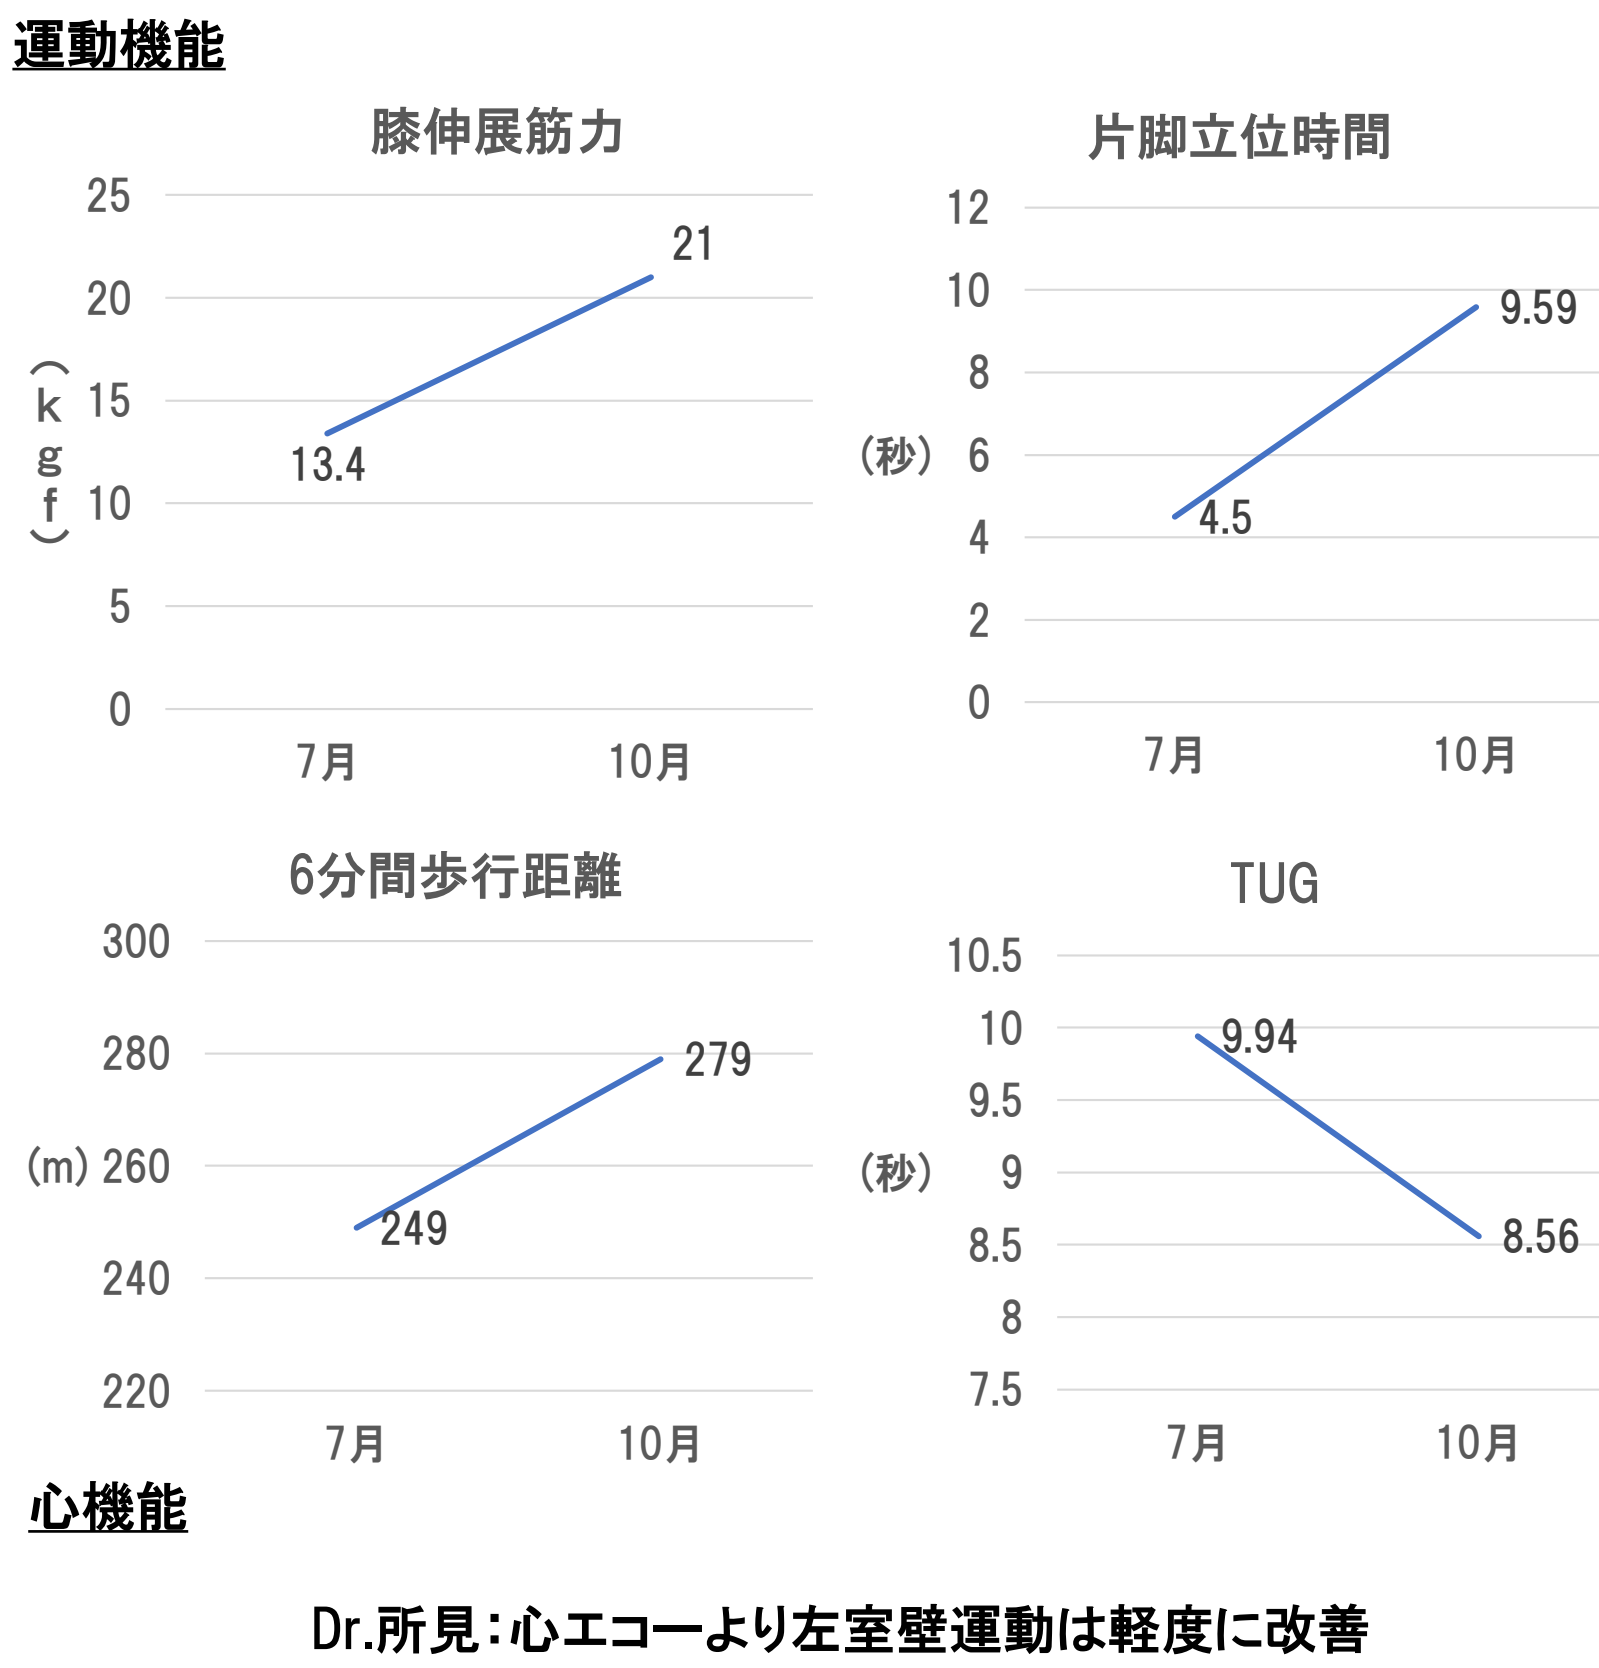 運動機能
膝伸展筋力
25
20
15
10
5
0
(kgf)
21
13.4
7月 10月
片脚立位時間
12
10
8
6
4
2
0
(秒)
9.59
4.5
7月 10月
6分間歩行距離
300
280
260
240
220
(m)
279
249
7月 10月
TUG
10.5
10
9.5
9
8.5
8
7.5
(秒)
9.94
8.56
7月 10月
心機能
Dr.所見：心エコーより左室壁運動は軽度に改善